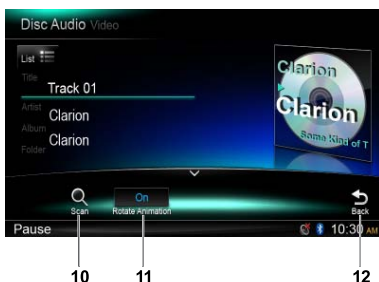 Disc Audio Video
List
Title
Track 01
Artist
Clarion
Album
Clarion
Folder
Clarion
Clarion
Some Kind of T
Scan
On
Rotate Animation
Back
Pause
10:30 AM
10
11
12